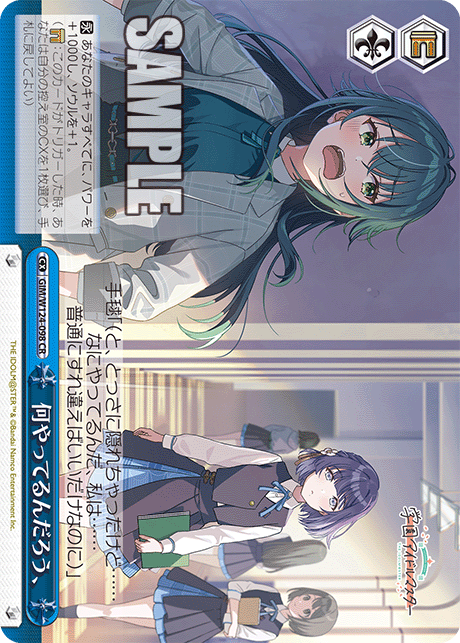 SAMPLE
【永】 あなたのキャラすべてに、パワーを
+1000し、ソウルを+1。
(：このカードがトリガーした時、あ
なたは自分の控え室のCXを1枚選び、手
札に戻してよい)
手毬「と、とっさに隠れちゃったけど……
なにやってるんだ、私は……
普通にすれ違えばいいだけなのに」
学園アイドルマスター
CX GIM/W124-098 CR
何やってるんだろう、
THE IDOLM@STER™ & ©Bandai Namco Entertainment Inc.